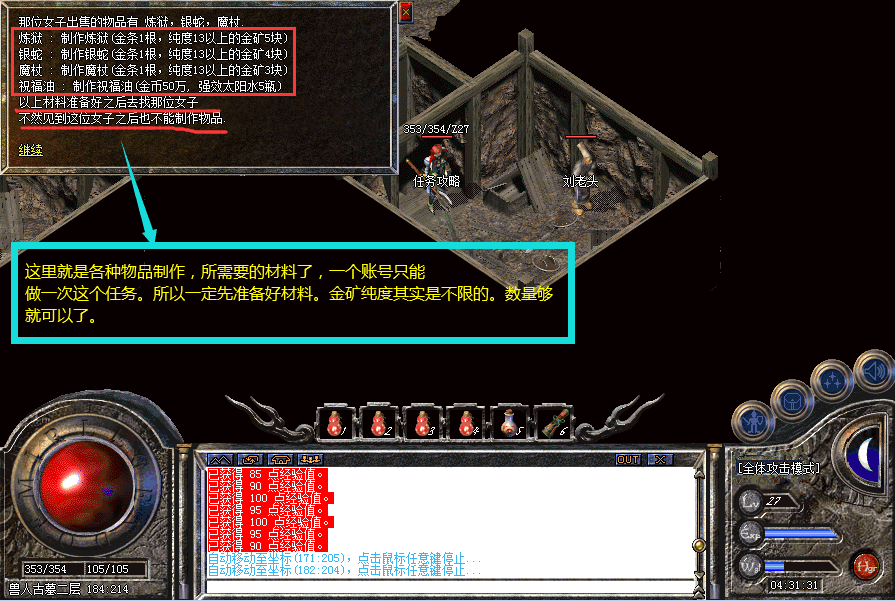 那位女子出售的物品有 炼狱, 银蛇, 魔杖.
炼狱 : 制作炼狱(金条1根, 纯度13以上的金矿5块)
银蛇 : 制作银蛇(金条1根, 纯度13以上的金矿4块)
魔杖 : 制作魔杖(金条1根, 纯度13以上的金矿3块)
祝福油 : 制作祝福油(金币50万, 强效太阳水5瓶)
以上材料准备好之后去找那位女子
不然见到这位女子之后也不能制作物品.
继续
353/354/Z27
任务攻略
刘老头
这里就是各种物品制作，所需要的材料了，一个账号只能
做一次这个任务。所以一定先准备好材料。金矿纯度其实是不限的。数量够
就可以了。
1 2 3 4 5 6
OUT
已获得 85 点经验值。
已获得 90 点经验值。
已获得 100 点经验值。
已获得 95 点经验值。
已获得 100 点经验值。
已获得 95 点经验值。
已获得 90 点经验值。
自动移动至坐标(171:205), 点击鼠标任意键停止...
自动移动至坐标(182:204), 点击鼠标任意键停止...
[全体攻击模式]
Lv 27
Exp
W
Hgr
04:31:31
353/354 105/105
兽人古墓二层 184:214